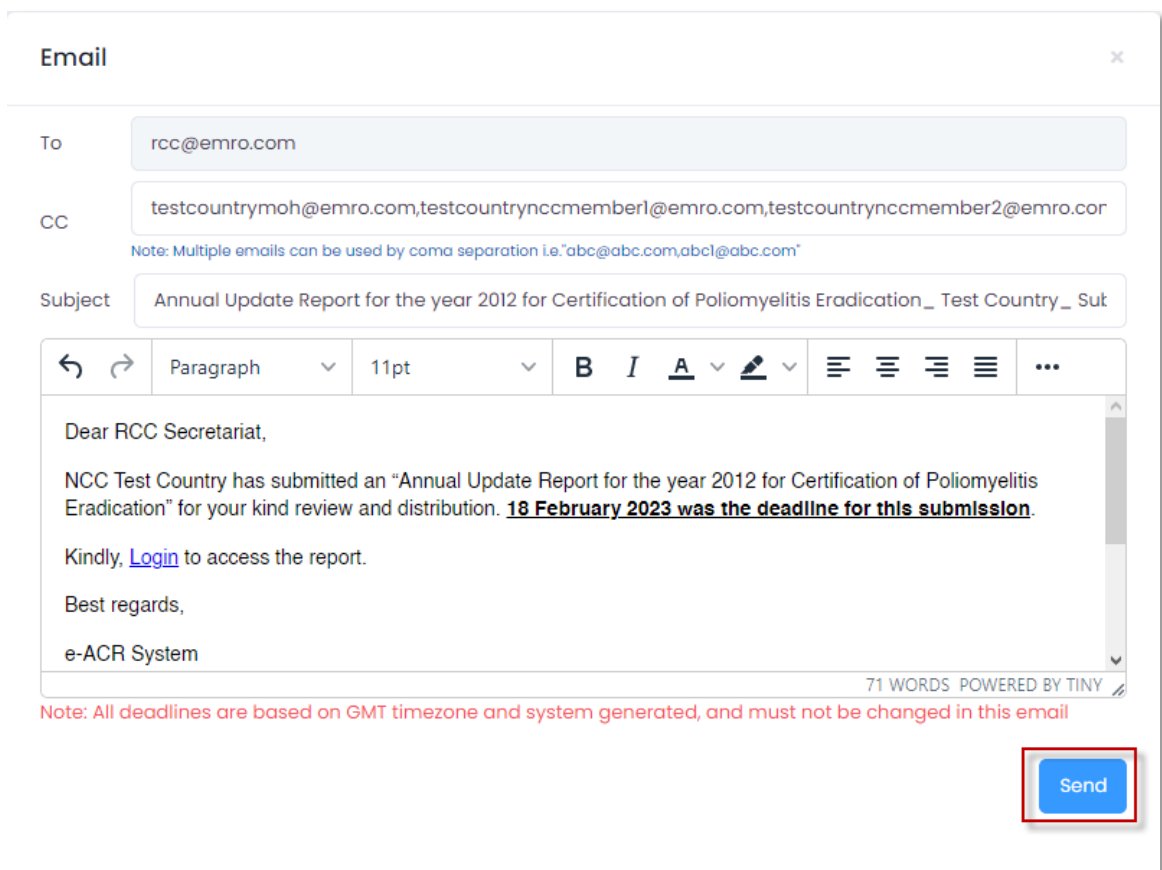 Email ×
To rcc@emro.com
CC testcountrymoh@emro.com,testcountrynccmember1@emro.com,testcountrynccmember2@emro.cor
Note: Multiple emails can be used by coma separation i.e."abc@abc.com,abc1@abc.com"
Subject Annual Update Report for the year 2012 for Certification of Poliomyelitis Eradication_ Test Country_ Sub
Paragraph 11pt B I A
Dear RCC Secretariat,
NCC Test Country has submitted an “Annual Update Report for the year 2012 for Certification of Poliomyelitis
Eradication” for your kind review and distribution. 18 February 2023 was the deadline for this submission.
Kindly, Login to access the report.
Best regards,
e-ACR System
71 WORDS POWERED BY TINY
Note: All deadlines are based on GMT timezone and system generated, and must not be changed in this email
Send